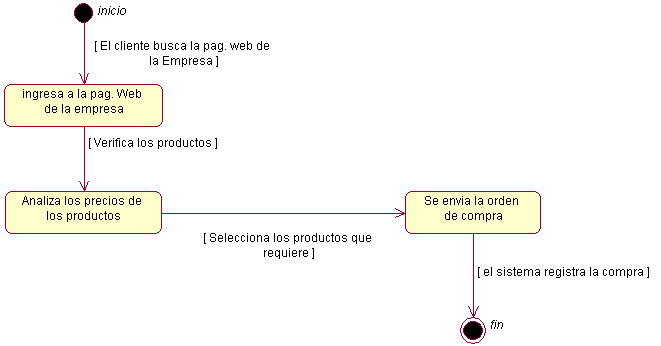 inicio
[ El cliente busca la pag. web de
la Empresa ]
ingresa a la pag. Web
de la empresa
[ Verifica los productos ]
Analiza los precios de
los productos
Se envia la orden
de compra
[ Selecciona los productos que
requiere ]
[ el sistema registra la compra ]
fin